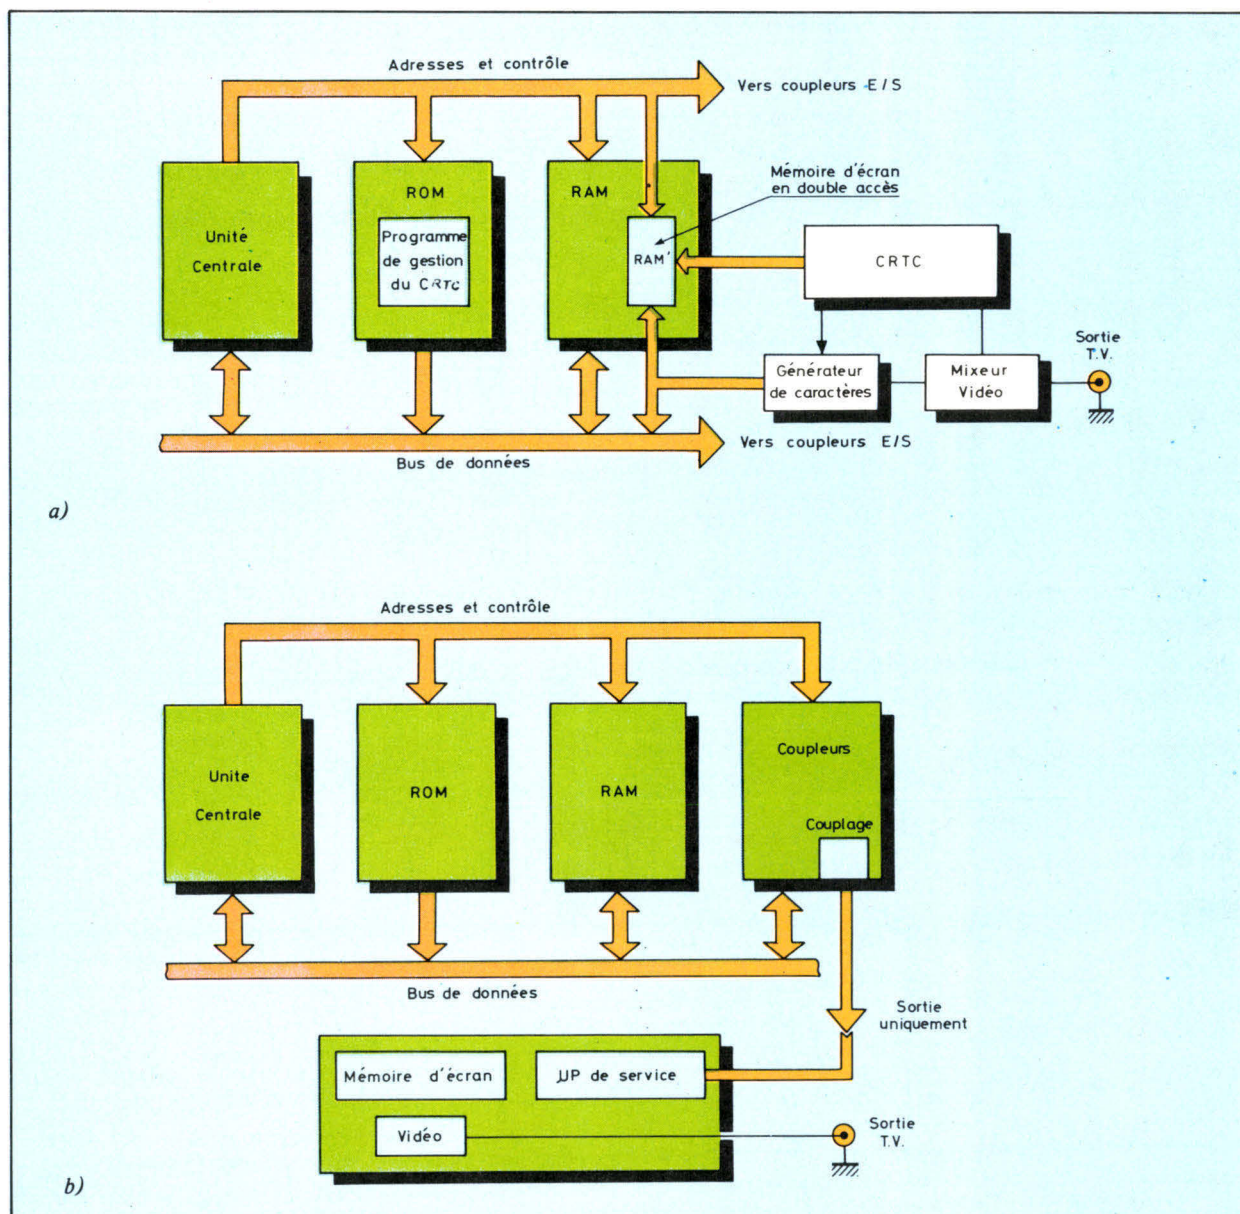 Adresses et contrôle
Vers coupleurs E/S
Mémoire d'écran
en double accès
Unité
Centrale
ROM
Programme
de gestion
du CRTC
RAM
RAM'
CRTC
Générateur
de caractères
Mixeur
Vidéo
Sortie
T.V.
Vers coupleurs E/S
Bus de données
a)
Adresses et contrôle
Unite
Centrale
ROM
RAM
Coupleurs
Couplage
Bus de données
Sortie
uniquement
Mémoire d'écran
µP de service
Vidéo
Sortie
T.V.
b)